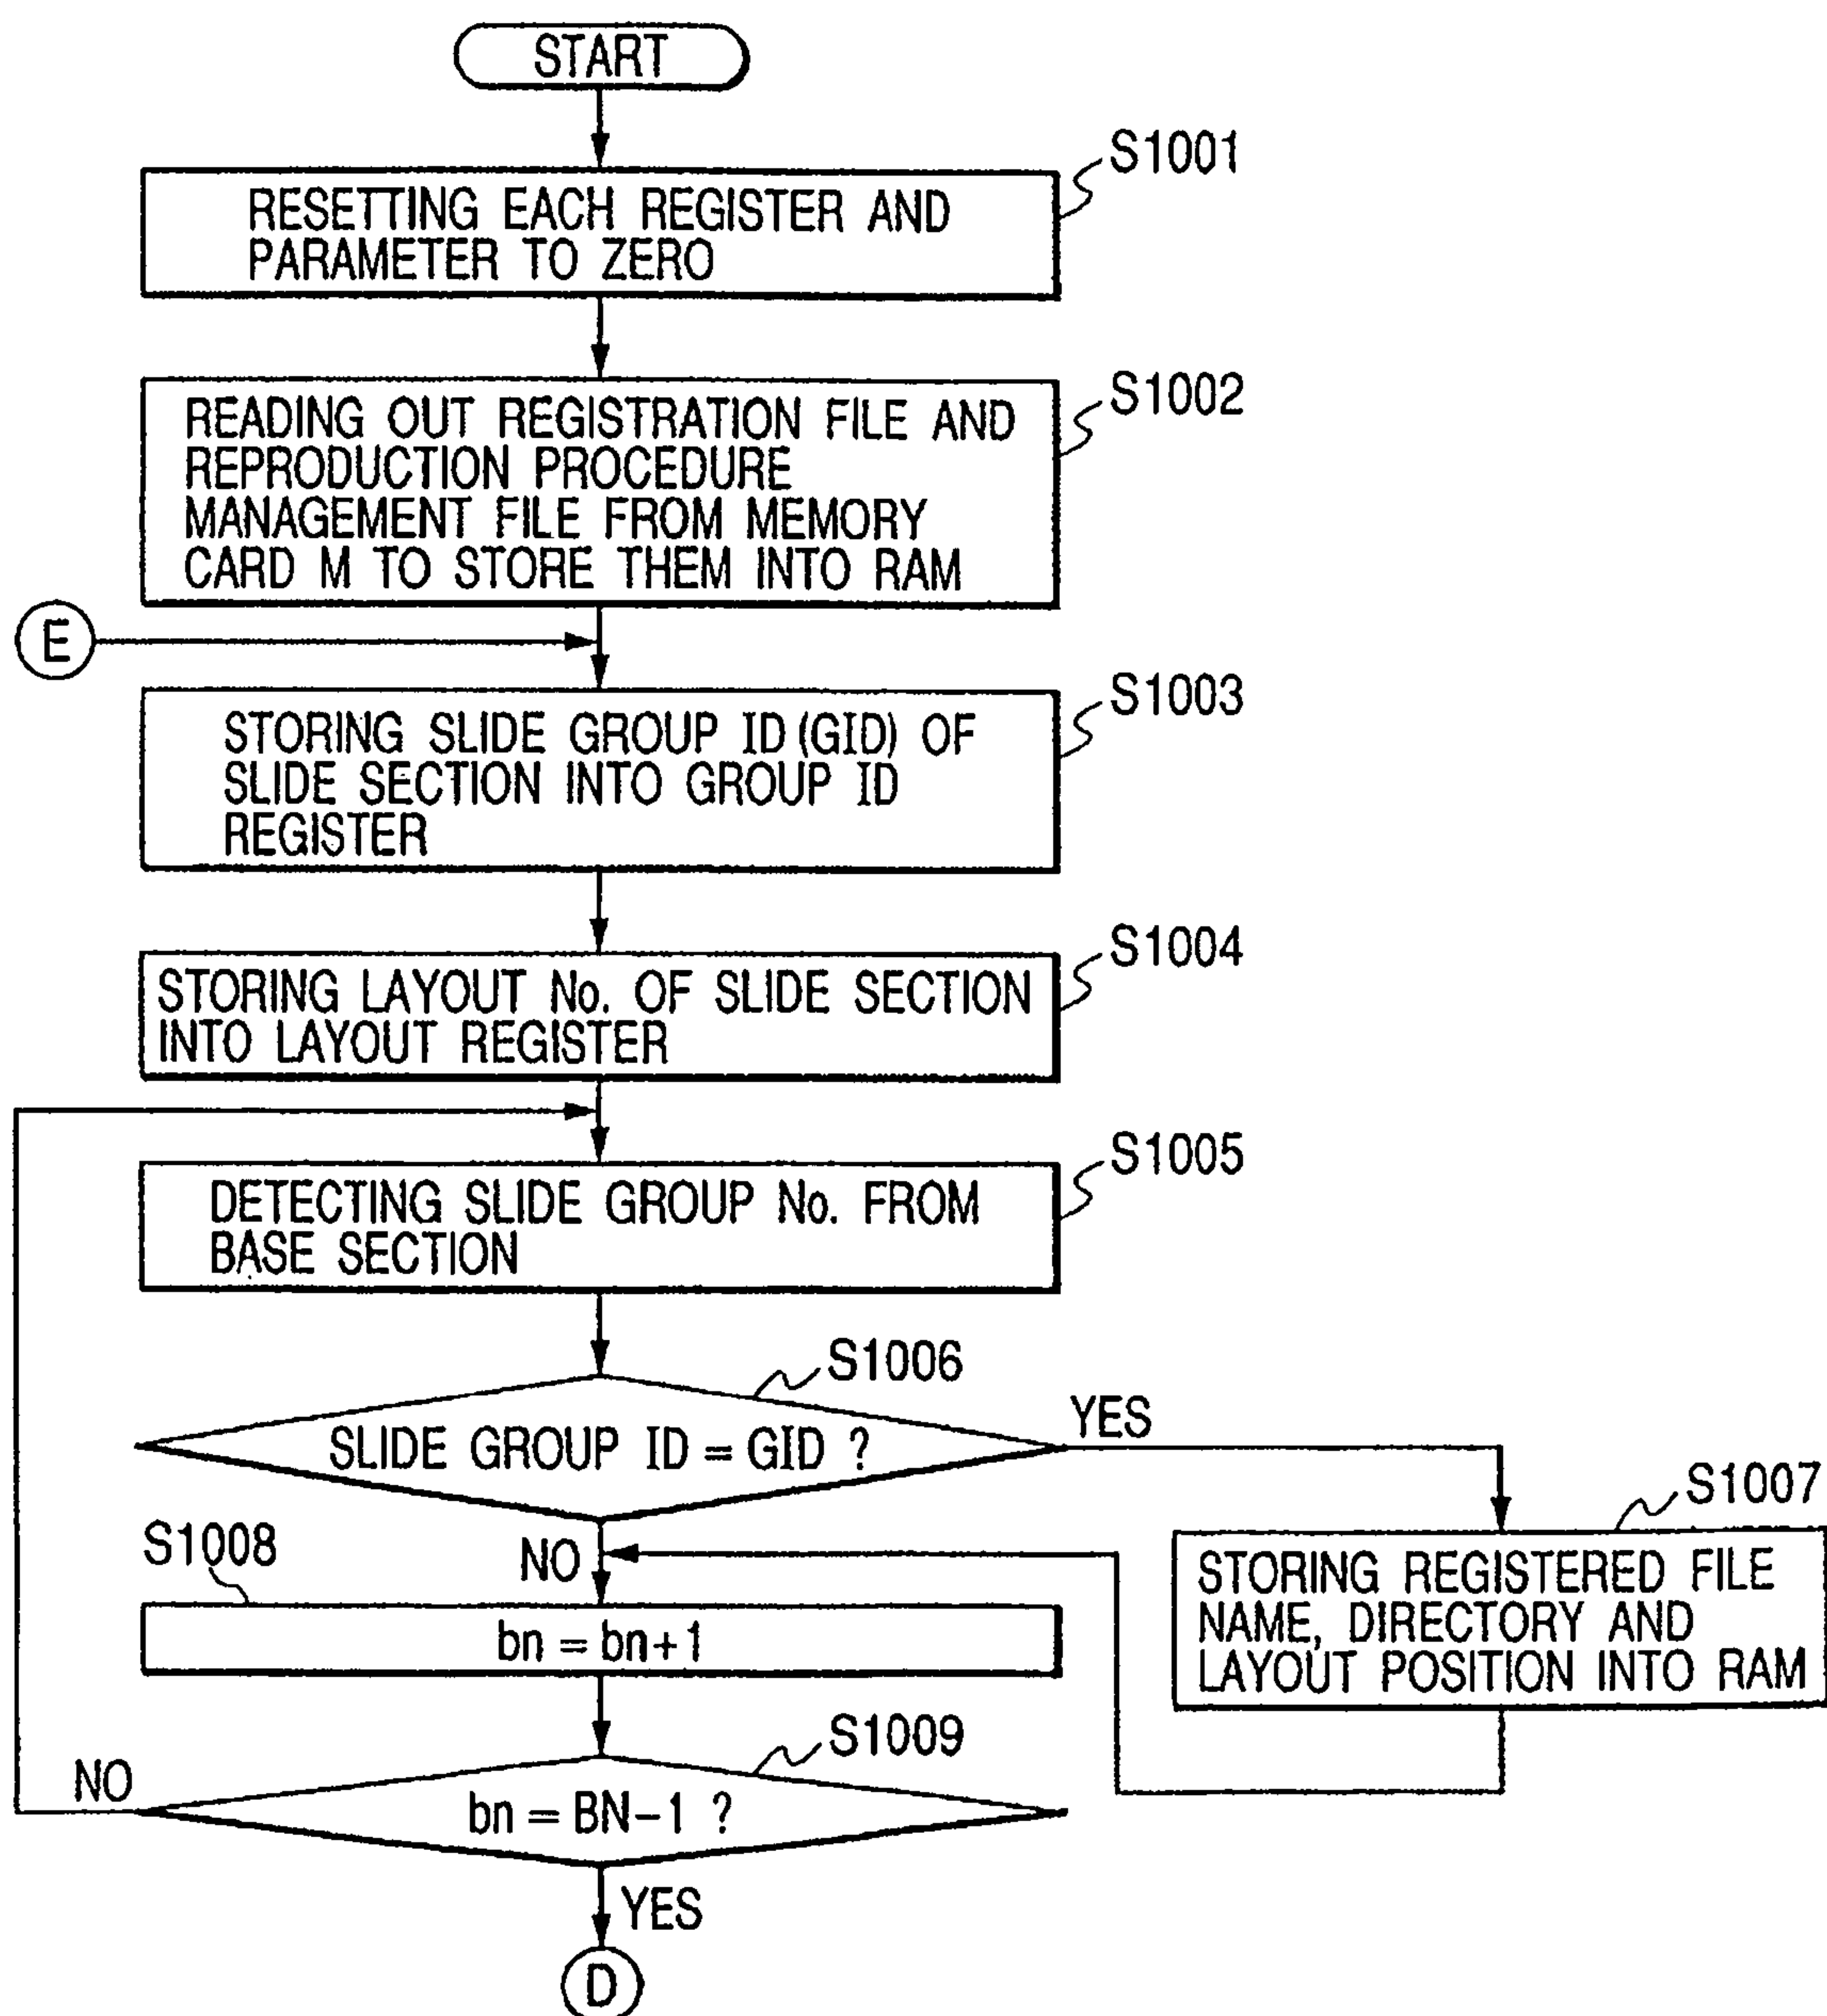 START
S1001
RESETTING EACH REGISTER AND
PARAMETER TO ZERO
S1002
READING OUT REGISTRATION FILE AND
REPRODUCTION PROCEDURE
MANAGEMENT FILE FROM MEMORY
CARD M TO STORE THEM INTO RAM
E
S1003
STORING SLIDE GROUP ID (GID) OF
SLIDE SECTION INTO GROUP ID
REGISTER
S1004
STORING LAYOUT No. OF SLIDE SECTION
INTO LAYOUT REGISTER
S1005
DETECTING SLIDE GROUP No. FROM
BASE SECTION
S1006
SLIDE GROUP ID = GID ?
YES
S1007
STORING REGISTERED FILE
NAME, DIRECTORY AND
LAYOUT POSITION INTO RAM
NO
S1008
bn = bn+1
S1009
bn = BN-1 ?
NO
YES
D